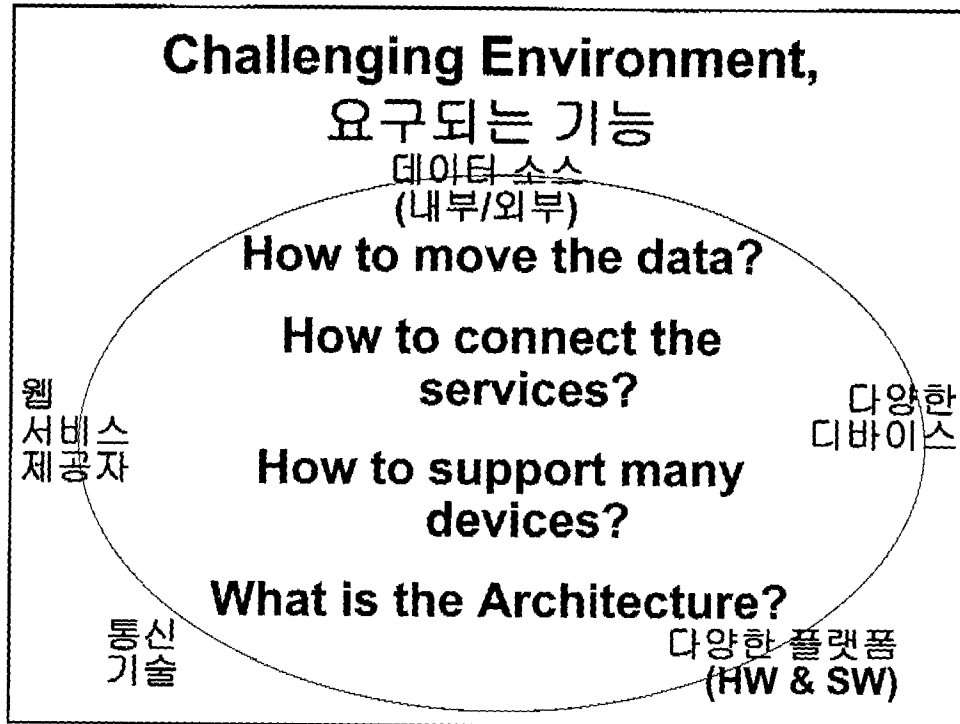 Challenging Environment,
요구되는 기능
데이터 소스
(내부/외부)
How to move the data?
How to connect the
services?
웹
서비스
제공자
다양한
디바이스
How to support many
devices?
What is the Architecture?
통신
기술
다양한 플랫폼
(HW & SW)